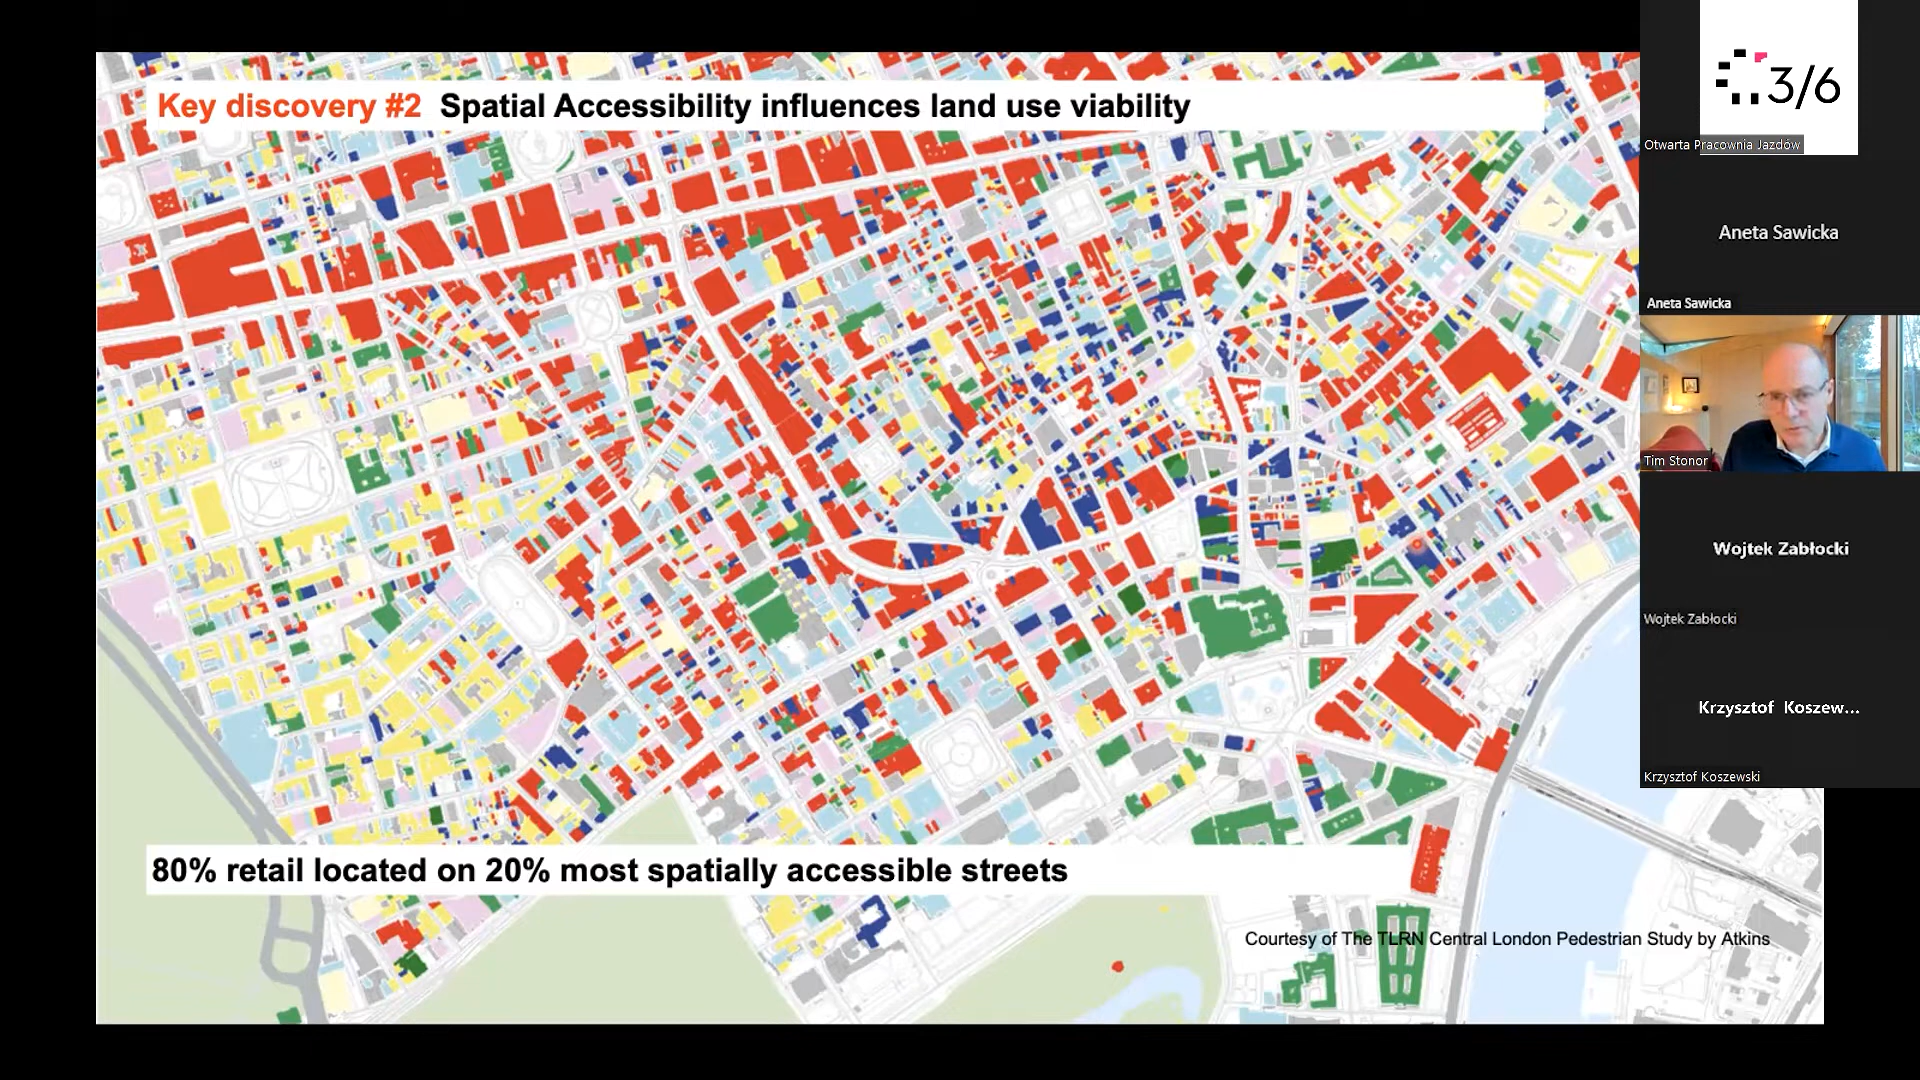 Key discovery #2 Spatial Accessibility influences land use viability
80% retail located on 20% most spatially accessible streets
Courtesy of The TLRN Central London Pedestrian Study by Atkins
3/6
Otwarta Pracownia Jazdów
Aneta Sawicka
Aneta Sawicka
Tim Stonor
Wojtek Zabłocki
Wojtek Zabłocki
Krzysztof Koszew...
Krzysztof Koszewski